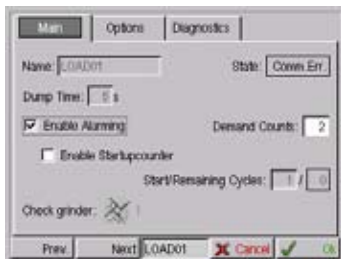 Main Options Diagnostics
Name: LOAD01 State: Comm.Err.
Dump Time: 5 s
Enable Alarming Demand Counts: 2
Enable Startupcounter
Start/Remaining Cycles: 1 / 0
Check grinder:
Prev. Next LOAD01 Cancel Ok